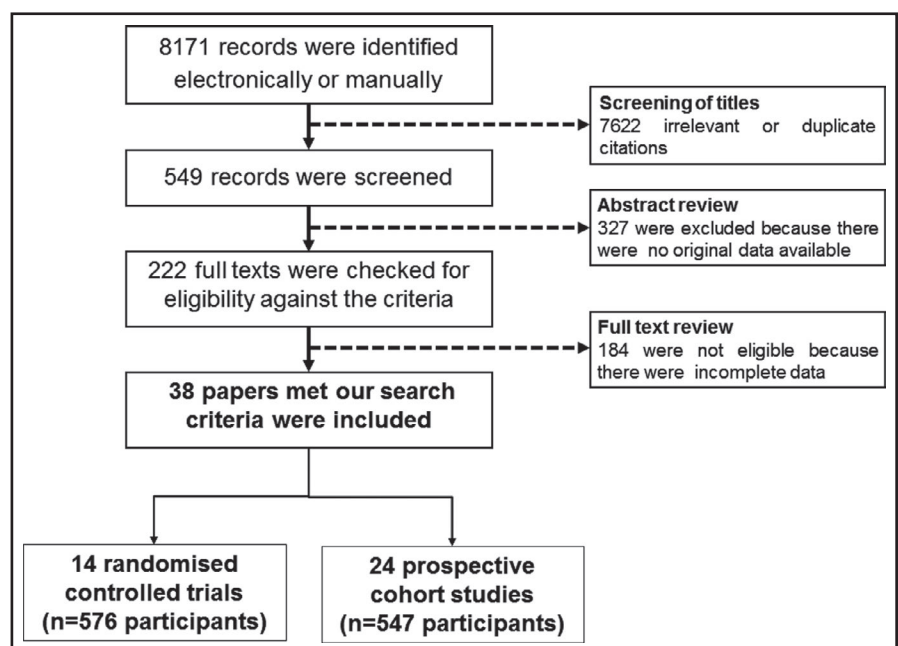 8171 records were identified
electronically or manually
Screening of titles
7622 irrelevant or duplicate
citations
549 records were screened
Abstract review
327 were excluded because there
were no original data available
222 full texts were checked for
eligibility against the criteria
Full text review
184 were not eligible because
there were incomplete data
38 papers met our search
criteria were included
14 randomised
controlled trials
(n=576 participants)
24 prospective
cohort studies
(n=547 participants)